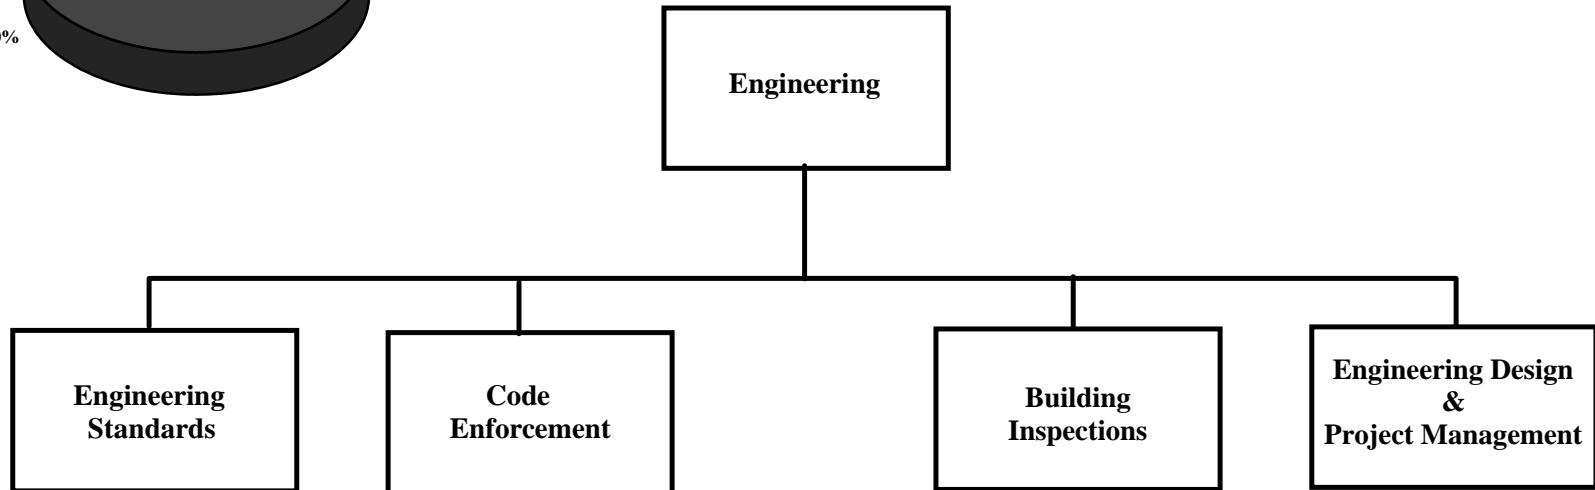 %
Engineering
Engineering
Standards
Code
Enforcement
Building
Inspections
Engineering Design
&
Project Management